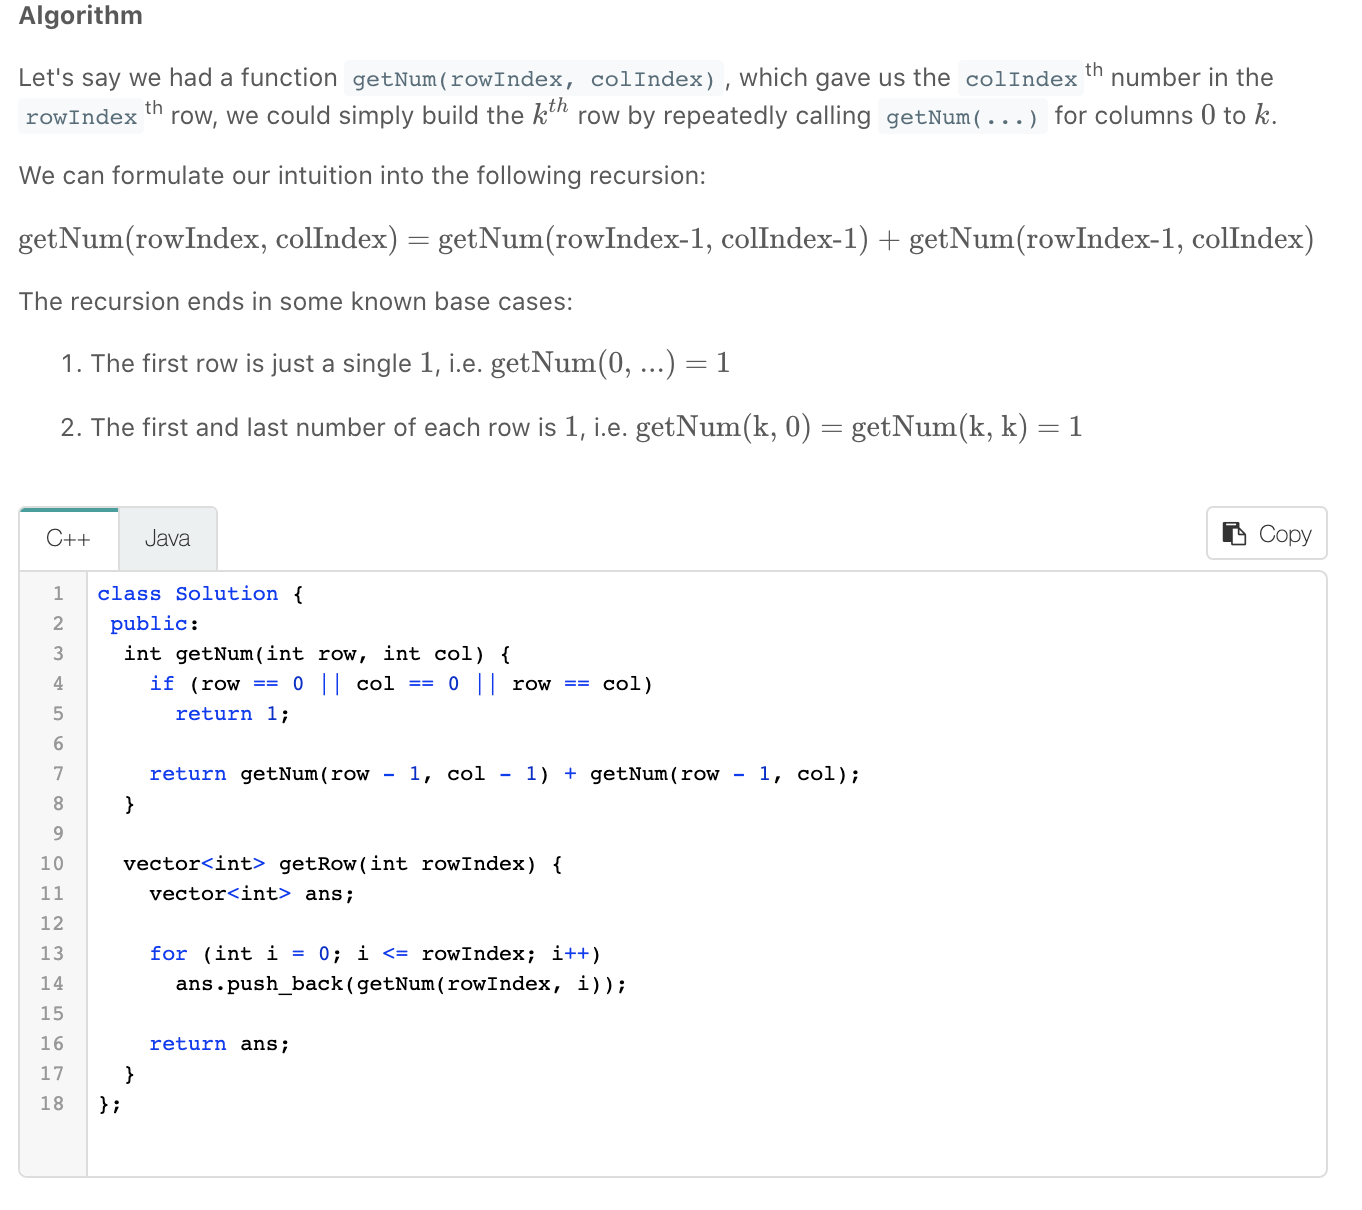 Algorithm
Let's say we had a function getNum(rowIndex, colIndex) , which gave us the colIndex th number in the
rowIndex th row, we could simply build the k^th row by repeatedly calling getNum(...) for columns 0 to k.
We can formulate our intuition into the following recursion:
getNum(rowIndex, colIndex) = getNum(rowIndex-1, colIndex-1) + getNum(rowIndex-1, colIndex)
The recursion ends in some known base cases:
1. The first row is just a single 1, i.e. getNum(0, ...) = 1
2. The first and last number of each row is 1, i.e. getNum(k, 0) = getNum(k, k) = 1
C++ Java Copy
1 class Solution {
2  public:
3   int getNum(int row, int col) {
4     if (row == 0 || col == 0 || row == col)
5       return 1;
6
7     return getNum(row - 1, col - 1) + getNum(row - 1, col);
8   }
9
10   vector<int> getRow(int rowIndex) {
11     vector<int> ans;
12
13     for (int i = 0; i <= rowIndex; i++)
14       ans.push_back(getNum(rowIndex, i));
15
16     return ans;
17   }
18 };